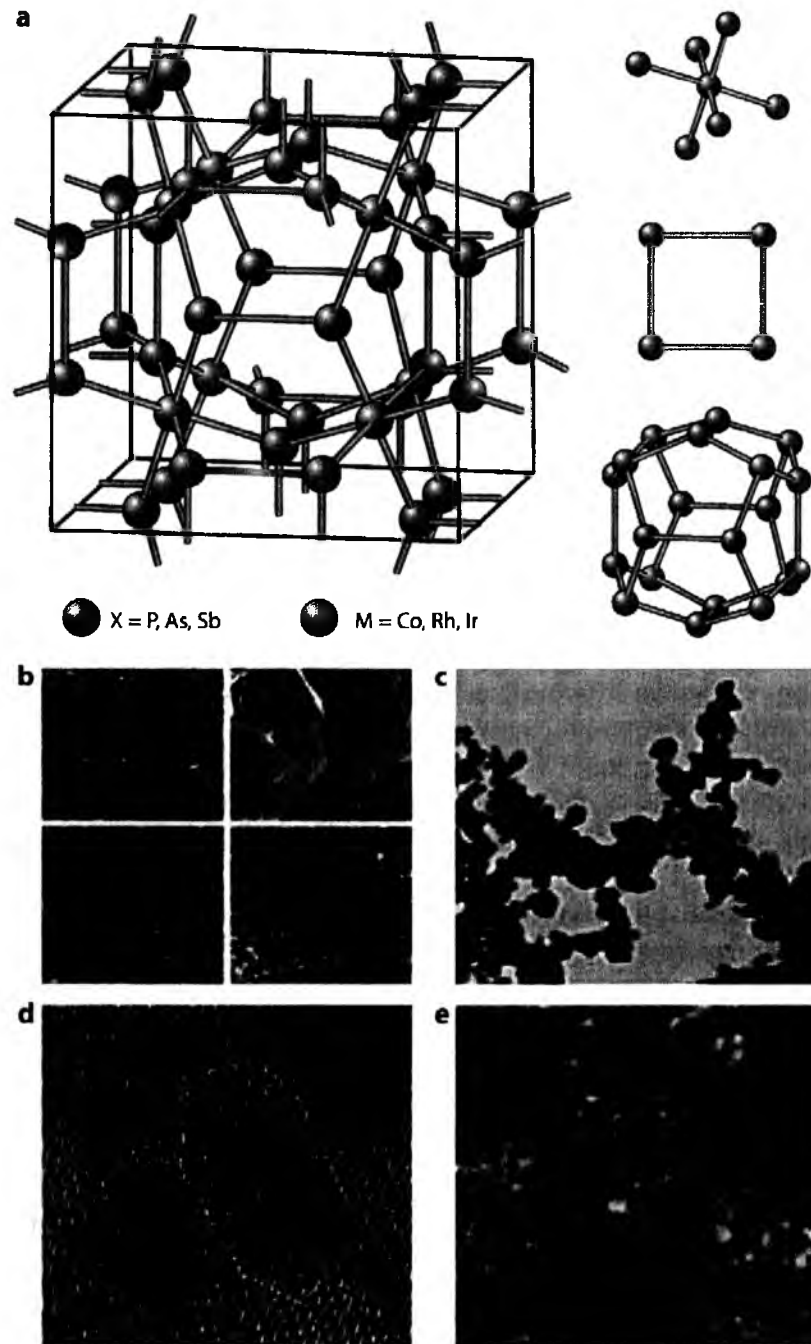 a
X = P, As, Sb
M = Co, Rh, Ir
b
c
d
e